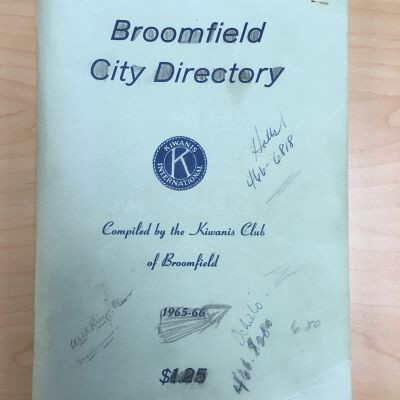 Broomfield
City Directory
KIWANIS
K
INTERNATIONAL
466-6818
Compiled by the Kiwanis Club
of Broomfield
1965-66
6.50
$1.25